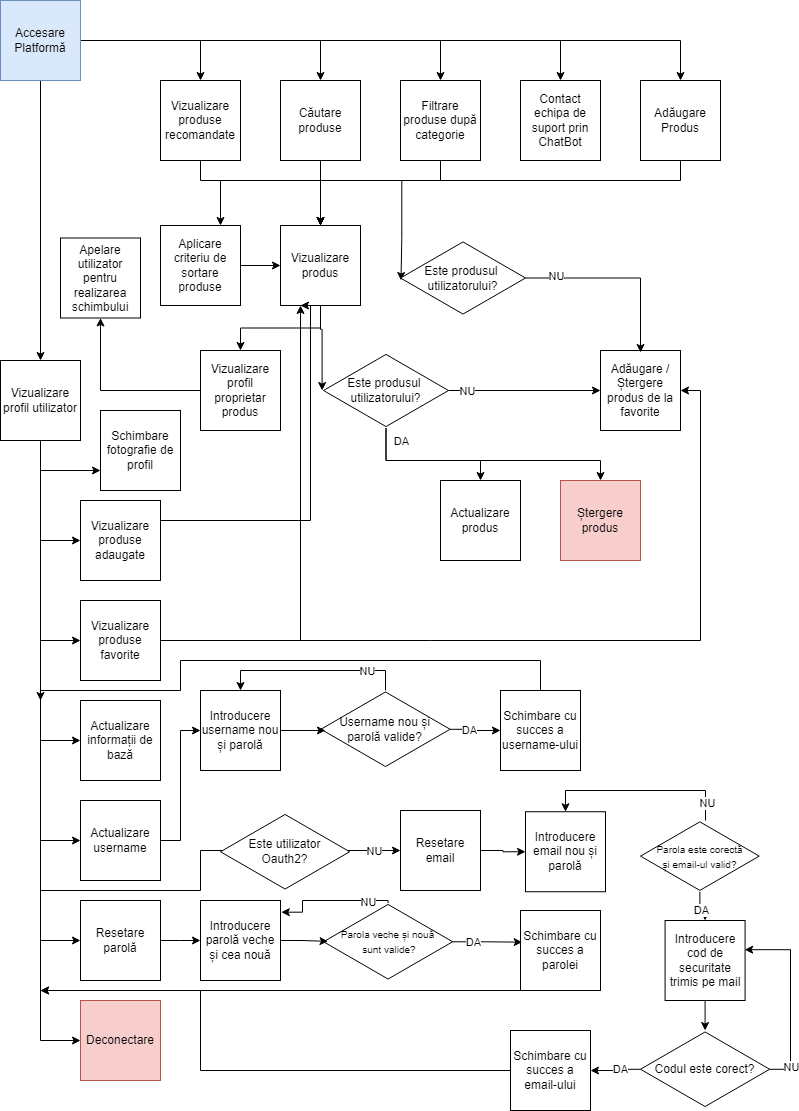 Accesare
Platformă
Vizualizare
produse
recomandate
Căutare
produse
Filtrare
produse după
categorie
Contact
echipa de
suport prin
ChatBot
Adăugare
Produs
Apelare
utilizator
pentru
realizarea
schimbului
Aplicare
criteriu de
sortare
produse
Vizualizare
produs
Este produsul
utilizatorului?
NU
Vizualizare
profil utilizator
Vizualizare
profil
proprietar
produs
Este produsul
utilizatorului?
NU
Adăugare /
Ștergere
produs de la
favorite
DA
Schimbare
fotografie de
profil
Actualizare
produs
Ștergere
produs
Vizualizare
produse
adaugate
Vizualizare
produse
favorite
NU
Actualizare
informații de
bază
Introducere
username nou
și parolă
Username nou și
parolă valide?
DA
Schimbare cu
succes a
username-ului
Actualizare
username
Este utilizator
Oauth2?
NU
Resetare
email
Introducere
email nou și
parolă
NU
Parola este corectă
și email-ul valid?
DA
Resetare
parolă
Introducere
parolă veche
și cea nouă
NU
Parola veche și nouă
sunt valide?
DA
Schimbare cu
succes a
parolei
Introducere
cod de
securitate
trimis pe mail
Deconectare
Schimbare cu
succes a
email-ului
DA
Codul este corect?
NU